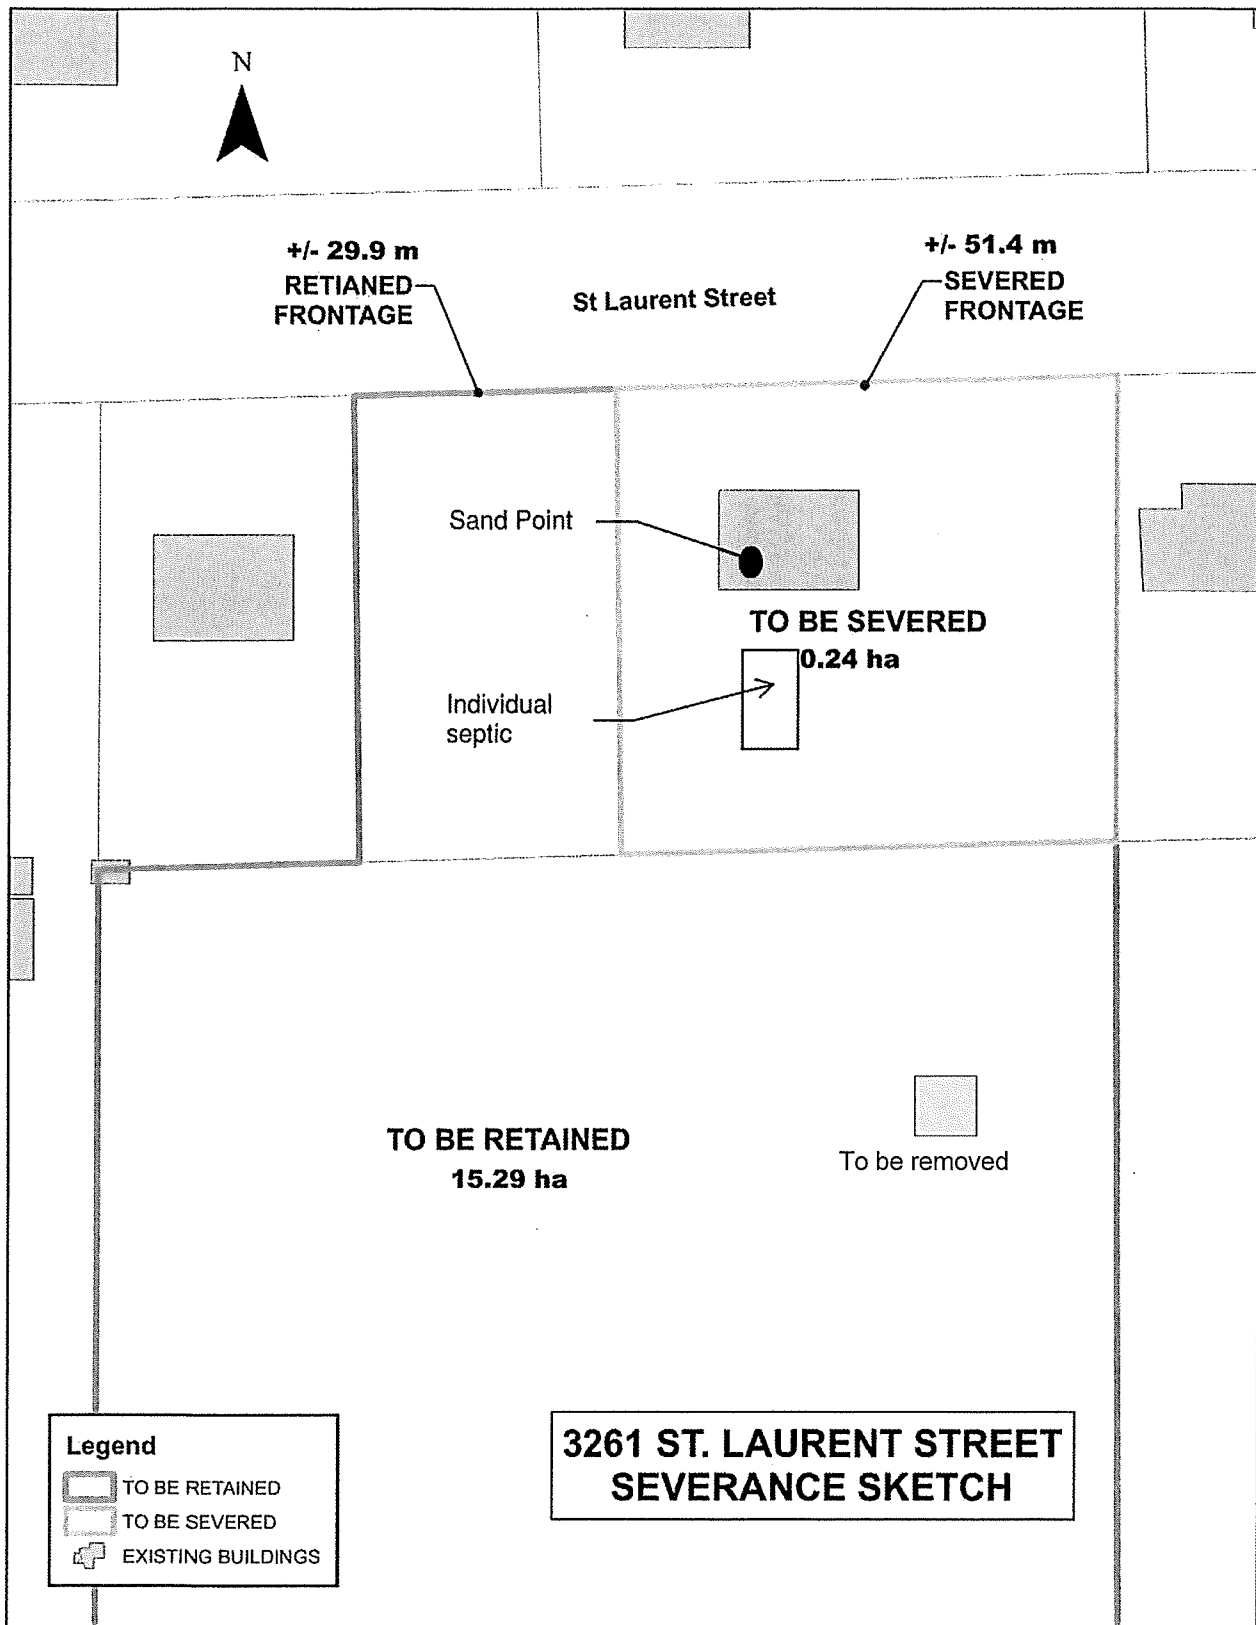 N
+/- 29.9 m
RETIANED
FRONTAGE
St Laurent Street
+/- 51.4 m
SEVERED
FRONTAGE
Sand Point
TO BE SEVERED
0.24 ha
Individual
septic
TO BE RETAINED
15.29 ha
To be removed
Legend
TO BE RETAINED
TO BE SEVERED
EXISTING BUILDINGS
3261 ST. LAURENT STREET
SEVERANCE SKETCH